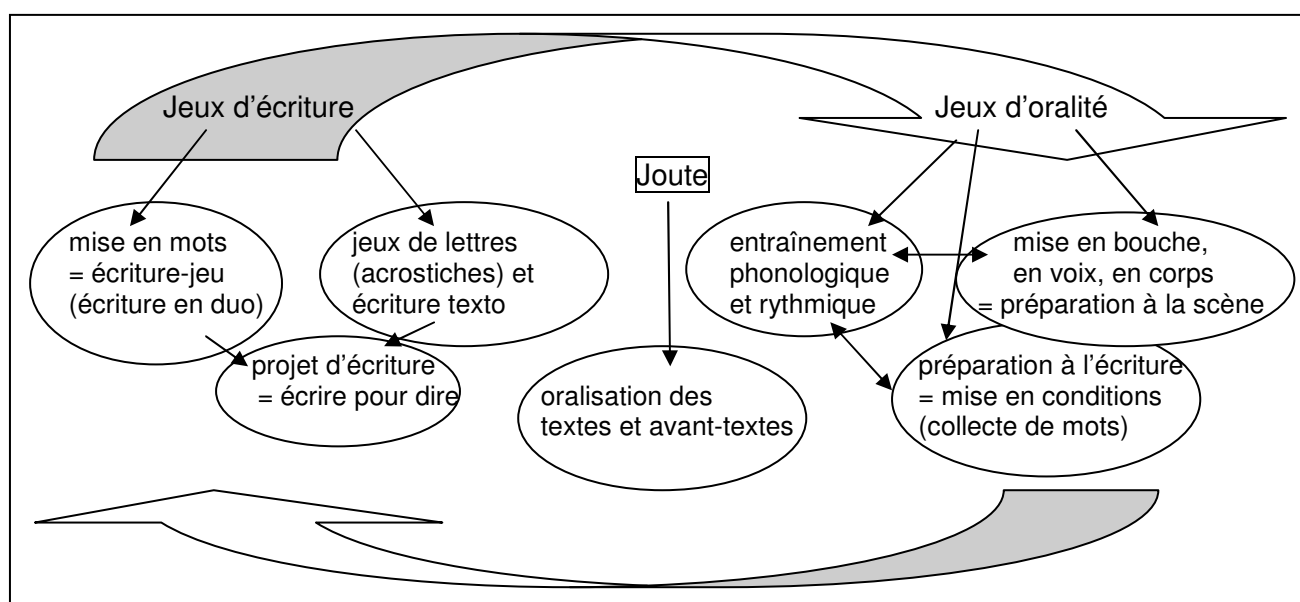 Jeux d'écriture
Jeux d'oralité
Joute
mise en mots
= écriture-jeu
(écriture en duo)
jeux de lettres
(acrostiches) et
écriture texto
projet d'écriture
= écrire pour dire
oralisation des
textes et avant-textes
entraînement
phonologique
et rythmique
mise en bouche,
en voix, en corps
= préparation à la scène
préparation à l'écriture
= mise en conditions
(collecte de mots)